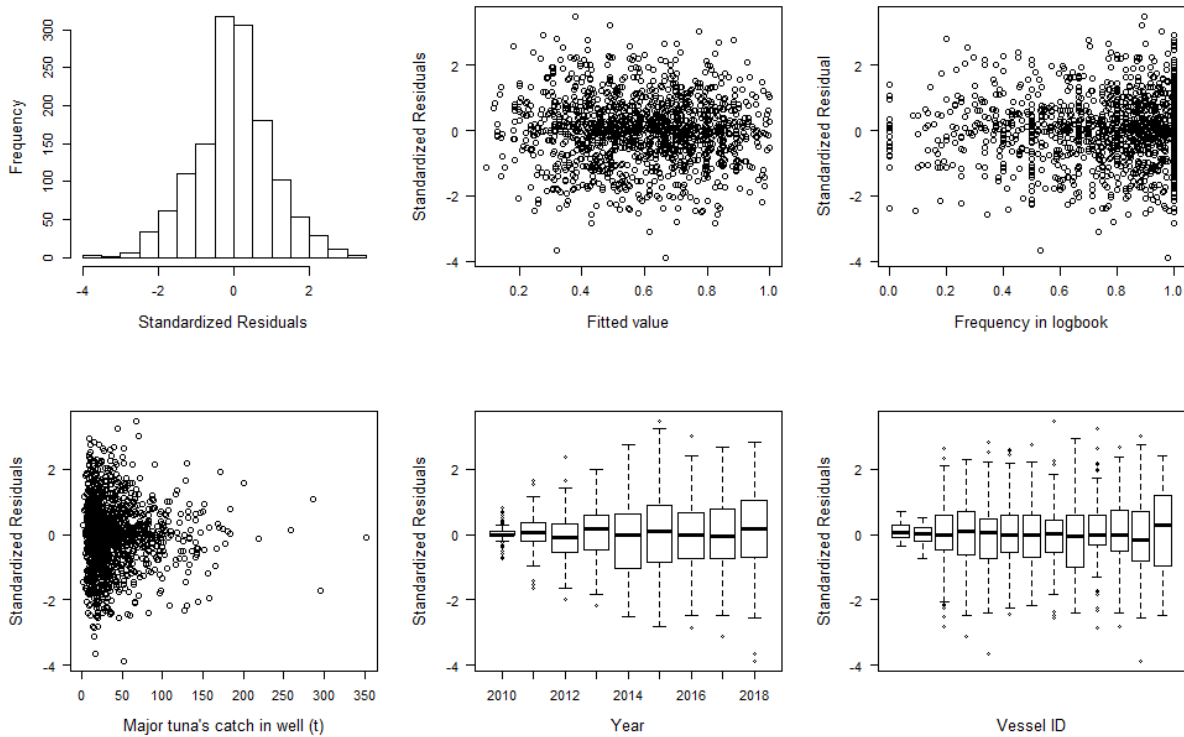 300
250
200
150
100
50
0
Frequency
-4 -2 0 2
Standardized Residuals
2
0
-2
-4
Standardized Residuals
0.2 0.4 0.6 0.8 1.0
Fitted value
2
0
-2
-4
Standardized Residual
0.0 0.2 0.4 0.6 0.8 1.0
Frequency in logbook
2
0
-2
-4
Standardized Residuals
0 50 100 150 200 250 300 350
Major tuna's catch in well (t)
2
0
-2
-4
Standardized Residuals
2010 2012 2014 2016 2018
Year
2
0
-2
-4
Standardized Residuals
Vessel ID